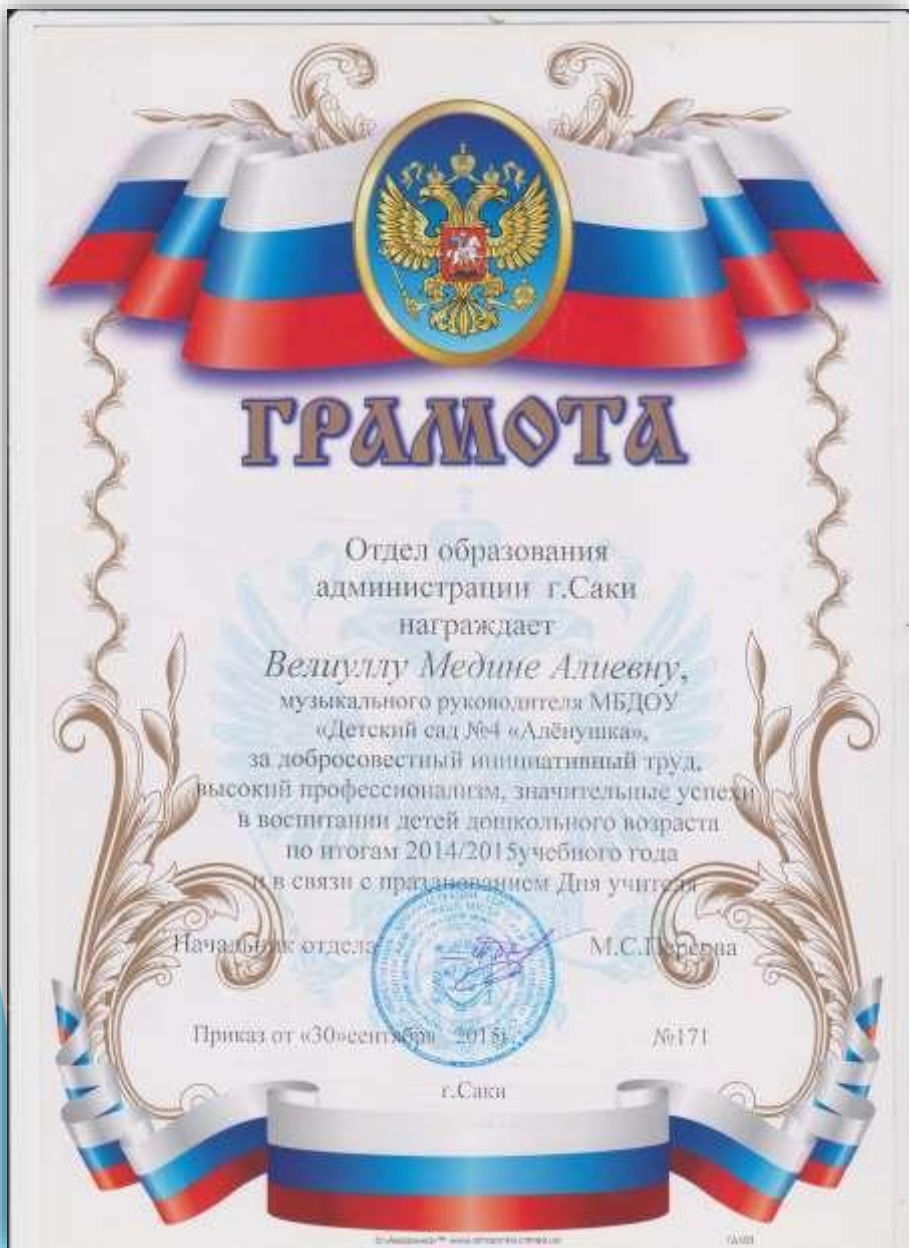 ГРАМОТА
Отдел образования
администрации г.Саки
награждает
Велиуллу Медине Алиевну,
музыкального руководителя МБДОУ
«Детский сад №4 «Алёнушка»,
за добросовестный инициативный труд,
высокий профессионализм, значительные успехи
в воспитании детей дошкольного возраста
по итогам 2014/2015учебного года
и в связи с празднованием Дня учителя
Начальник отдела М.С.
Приказ от «30»сентября 2015г. №171
г.Саки